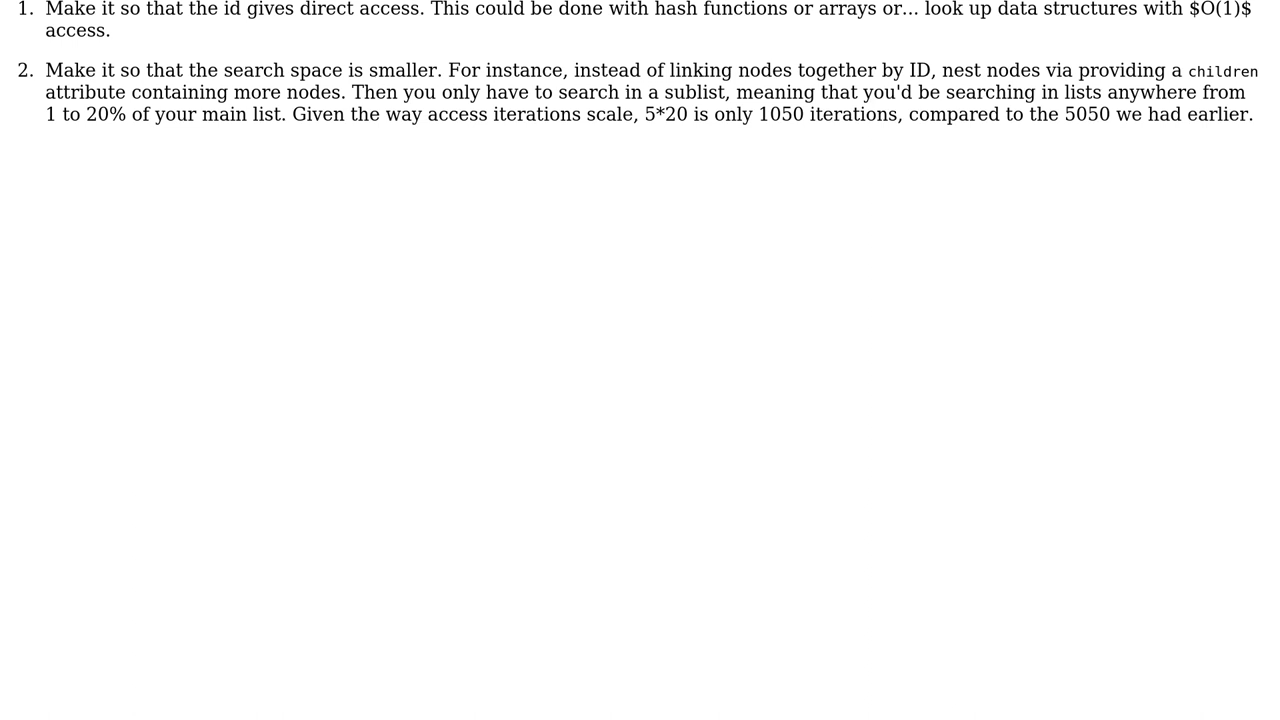 1. Make it so that the id gives direct access. This could be done with hash functions or arrays or... look up data structures with $O(1)$
access.
2. Make it so that the search space is smaller. For instance, instead of linking nodes together by ID, nest nodes via providing a children
attribute containing more nodes. Then you only have to search in a sublist, meaning that you'd be searching in lists anywhere from
1 to 20% of your main list. Given the way access iterations scale, 5*20 is only 1050 iterations, compared to the 5050 we had earlier.